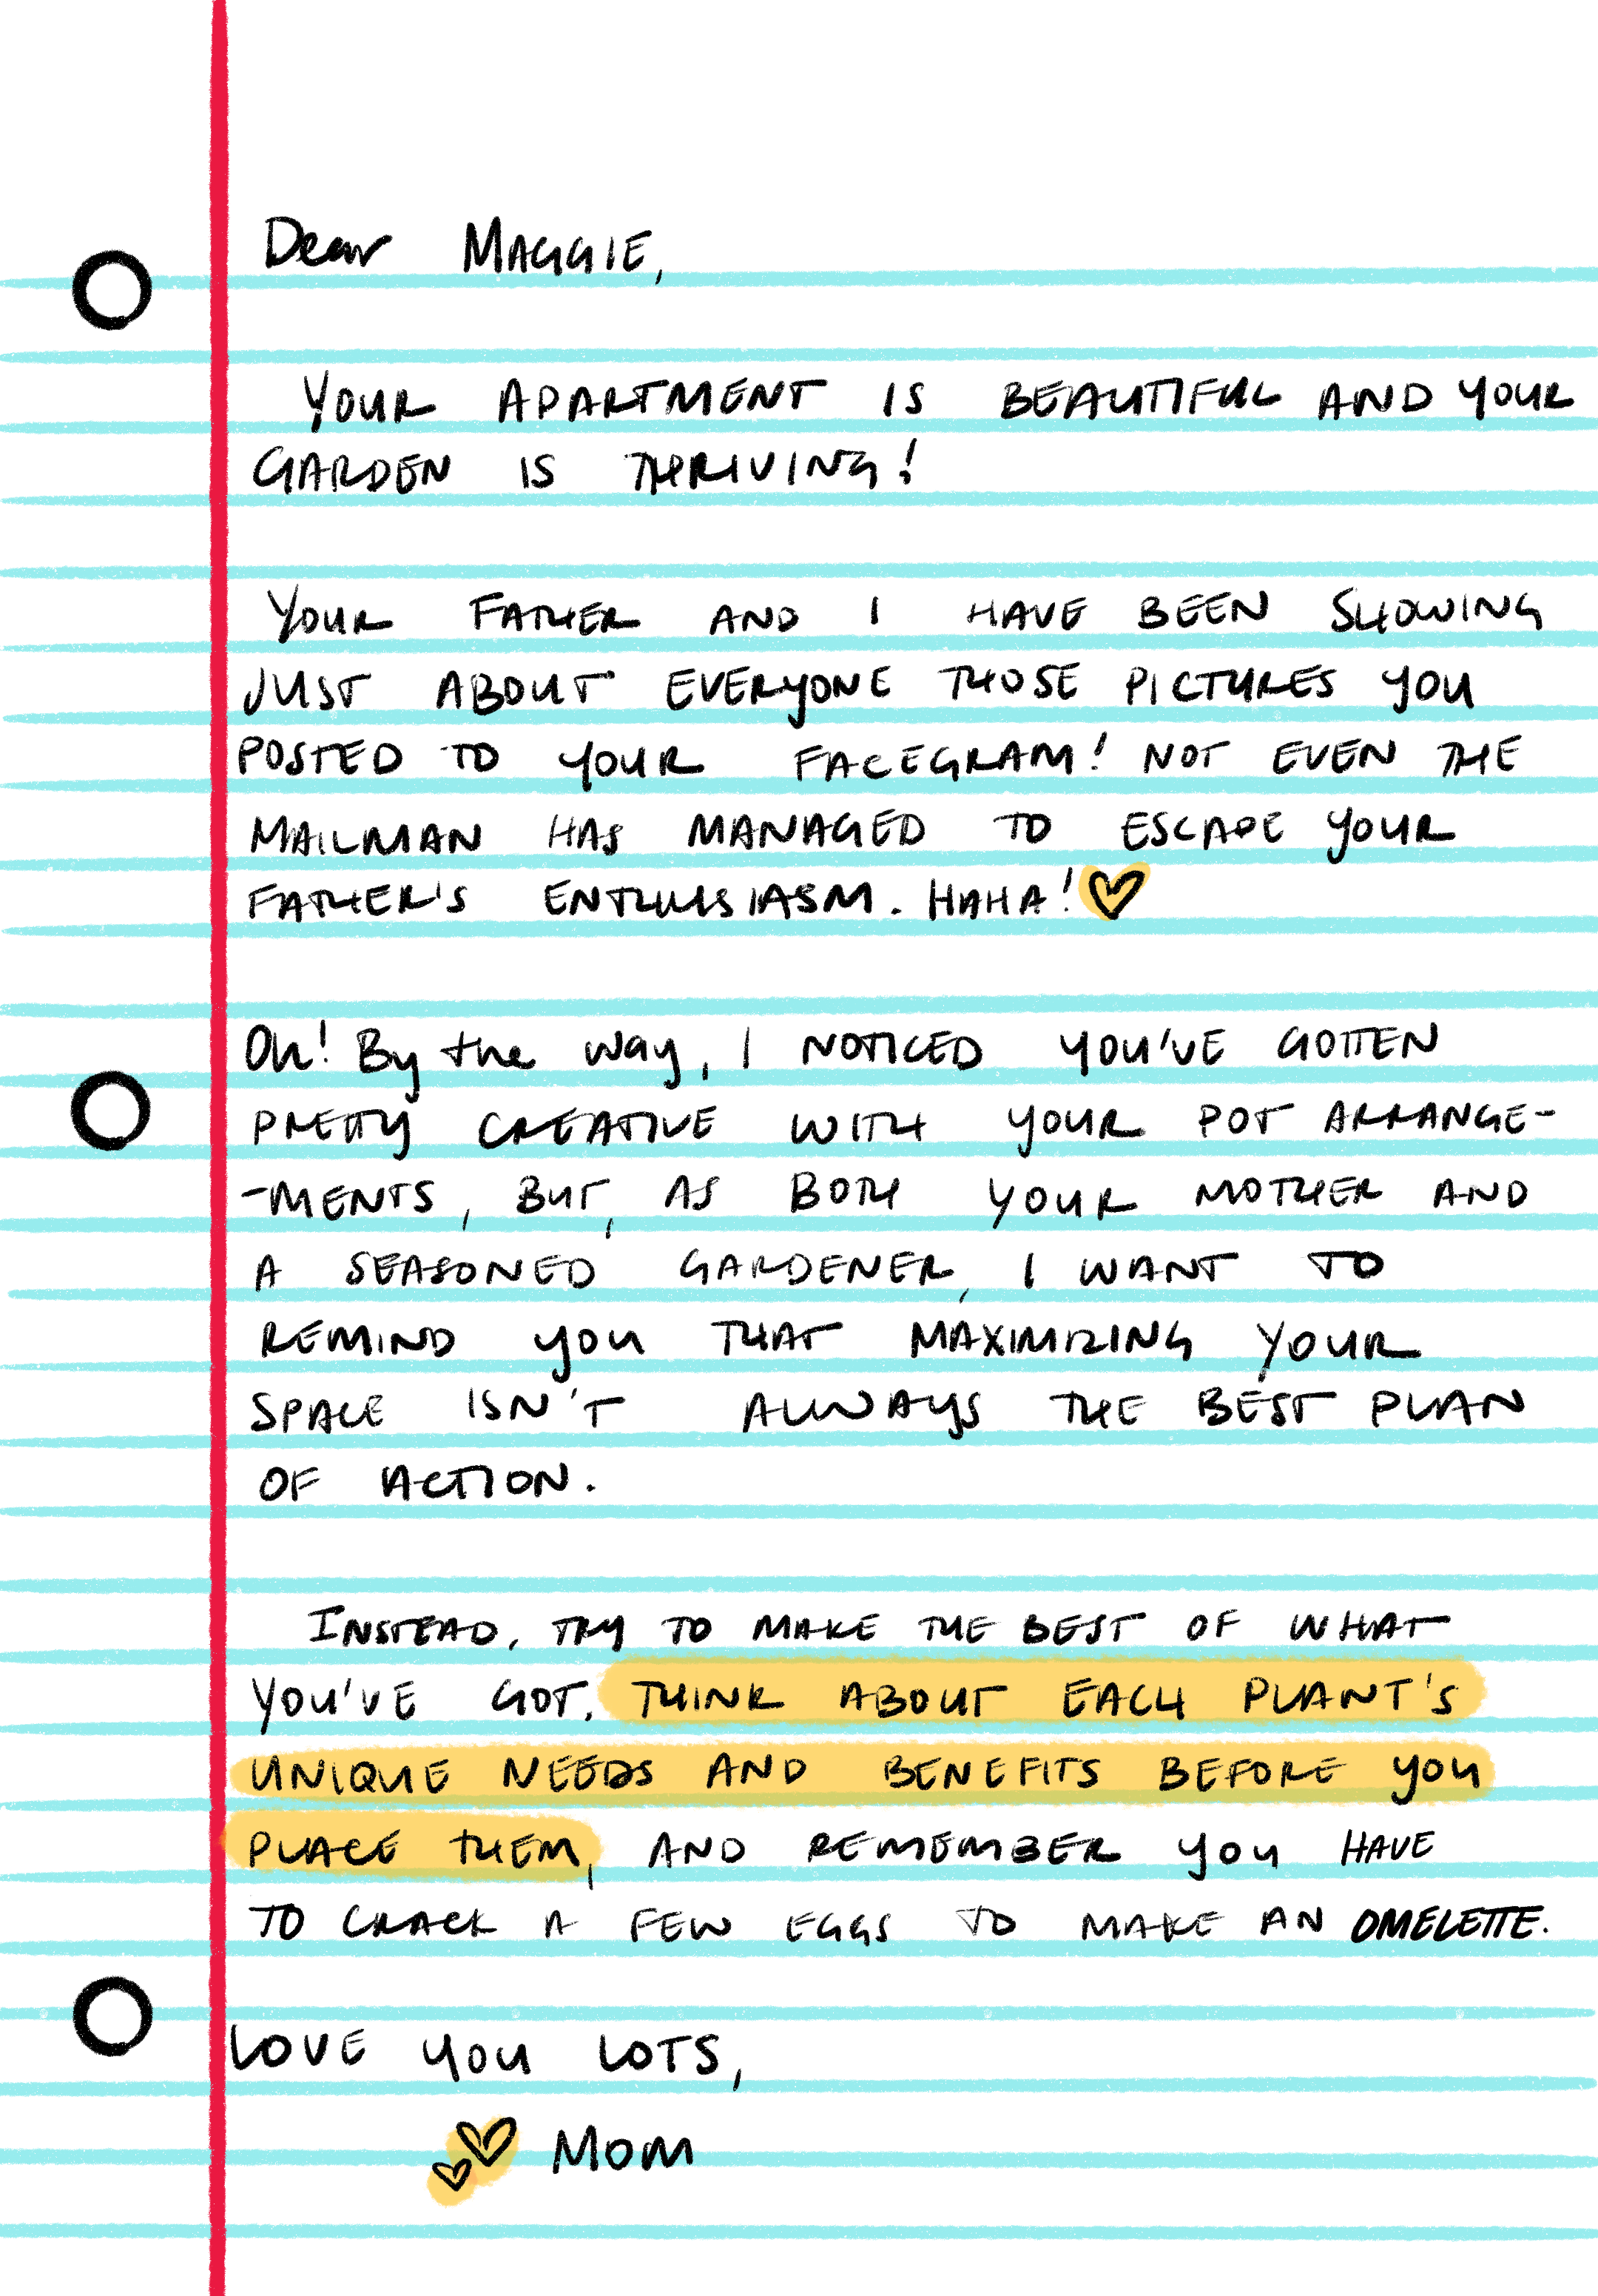 Dear MAGGIE,
YOUR APARTMENT IS BEAUTIFUL AND YOUR
GARDEN IS THRIVING!
YOUR FATHER AND I HAVE BEEN SHOWING
JUST ABOUT EVERYONE THOSE PICTURES YOU
POSTED TO YOUR FACEGRAM! NOT EVEN THE
MAILMAN HAS MANAGED TO ESCAPE YOUR
FATHER'S ENTHUSIASM. HAHA!
Oh! By the way, I NOTICED YOU'VE GOTTEN
PRETTY CREATIVE WITH YOUR POT ARRANGE-
-MENTS, BUT, AS BOTH YOUR MOTHER AND
A SEASONED GARDENER, I WANT TO
REMIND YOU THAT MAXIMIZING YOUR
SPACE ISN'T ALWAYS THE BEST PLAN
OF ACTION.
INSTEAD, TRY TO MAKE THE BEST OF WHAT
YOU'VE GOT. THINK ABOUT EACH PLANT'S
UNIQUE NEEDS AND BENEFITS BEFORE YOU
PLACE THEM, AND REMEMBER YOU HAVE
TO CRACK A FEW EGGS TO MAKE AN OMELETTE.
LOVE YOU LOTS,
MOM